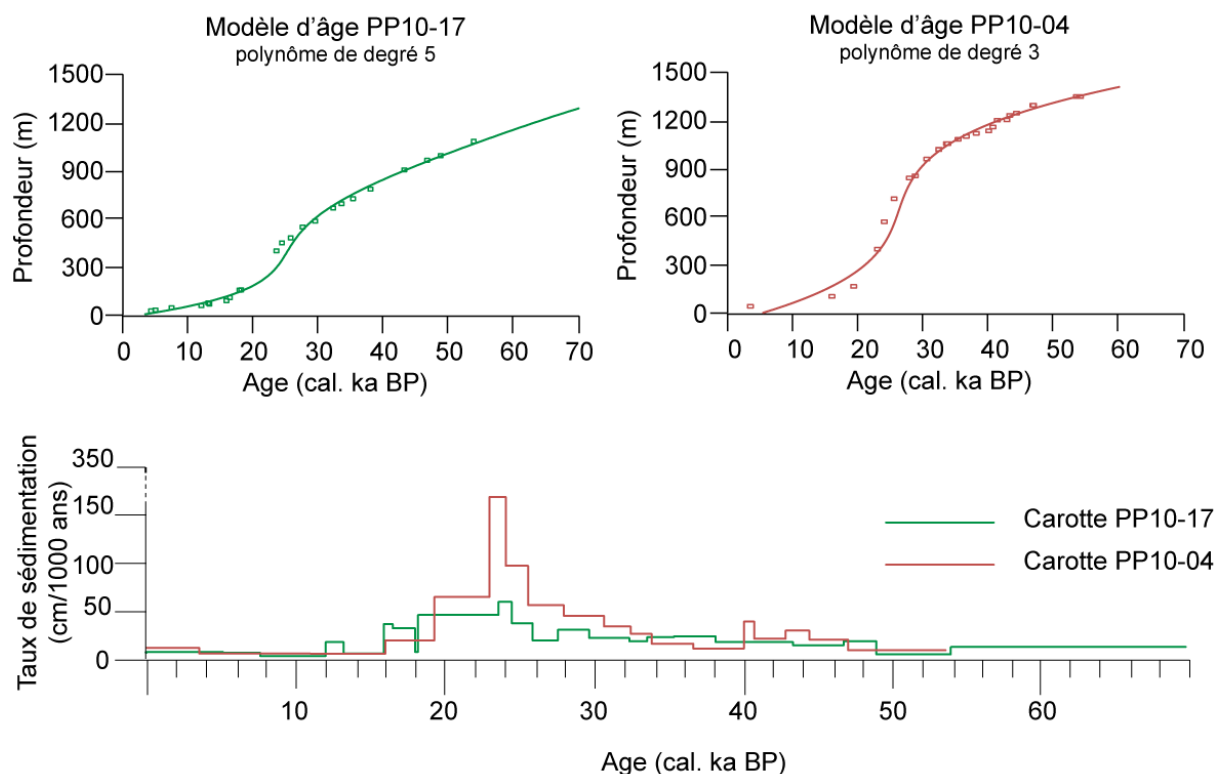 Modèle d'âge PP10-17
polynôme de degré 5
1500
1200
900
600
300
0
Profondeur (m)
0 10 20 30 40 50 60 70
Age (cal. ka BP)
Modèle d'âge PP10-04
polynôme de degré 3
1500
1200
900
600
300
0
Profondeur (m)
0 10 20 30 40 50 60 70
Age (cal. ka BP)
Taux de sédimentation
(cm/1000 ans)
350
150
100
50
0
Carotte PP10-17
Carotte PP10-04
10 20 30 40 50 60
Age (cal. ka BP)